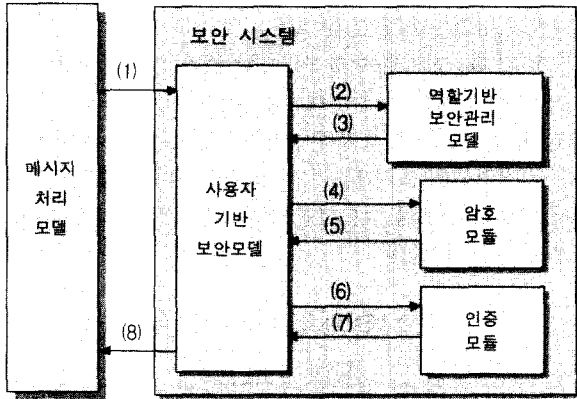 보안 시스템
(1)
(2)
역할기반
보안관리
모델
(3)
메시지
처리
모델
사용자
기반
보안모델
(4)
암호
모듈
(5)
(6)
인증
모듈
(7)
(8)